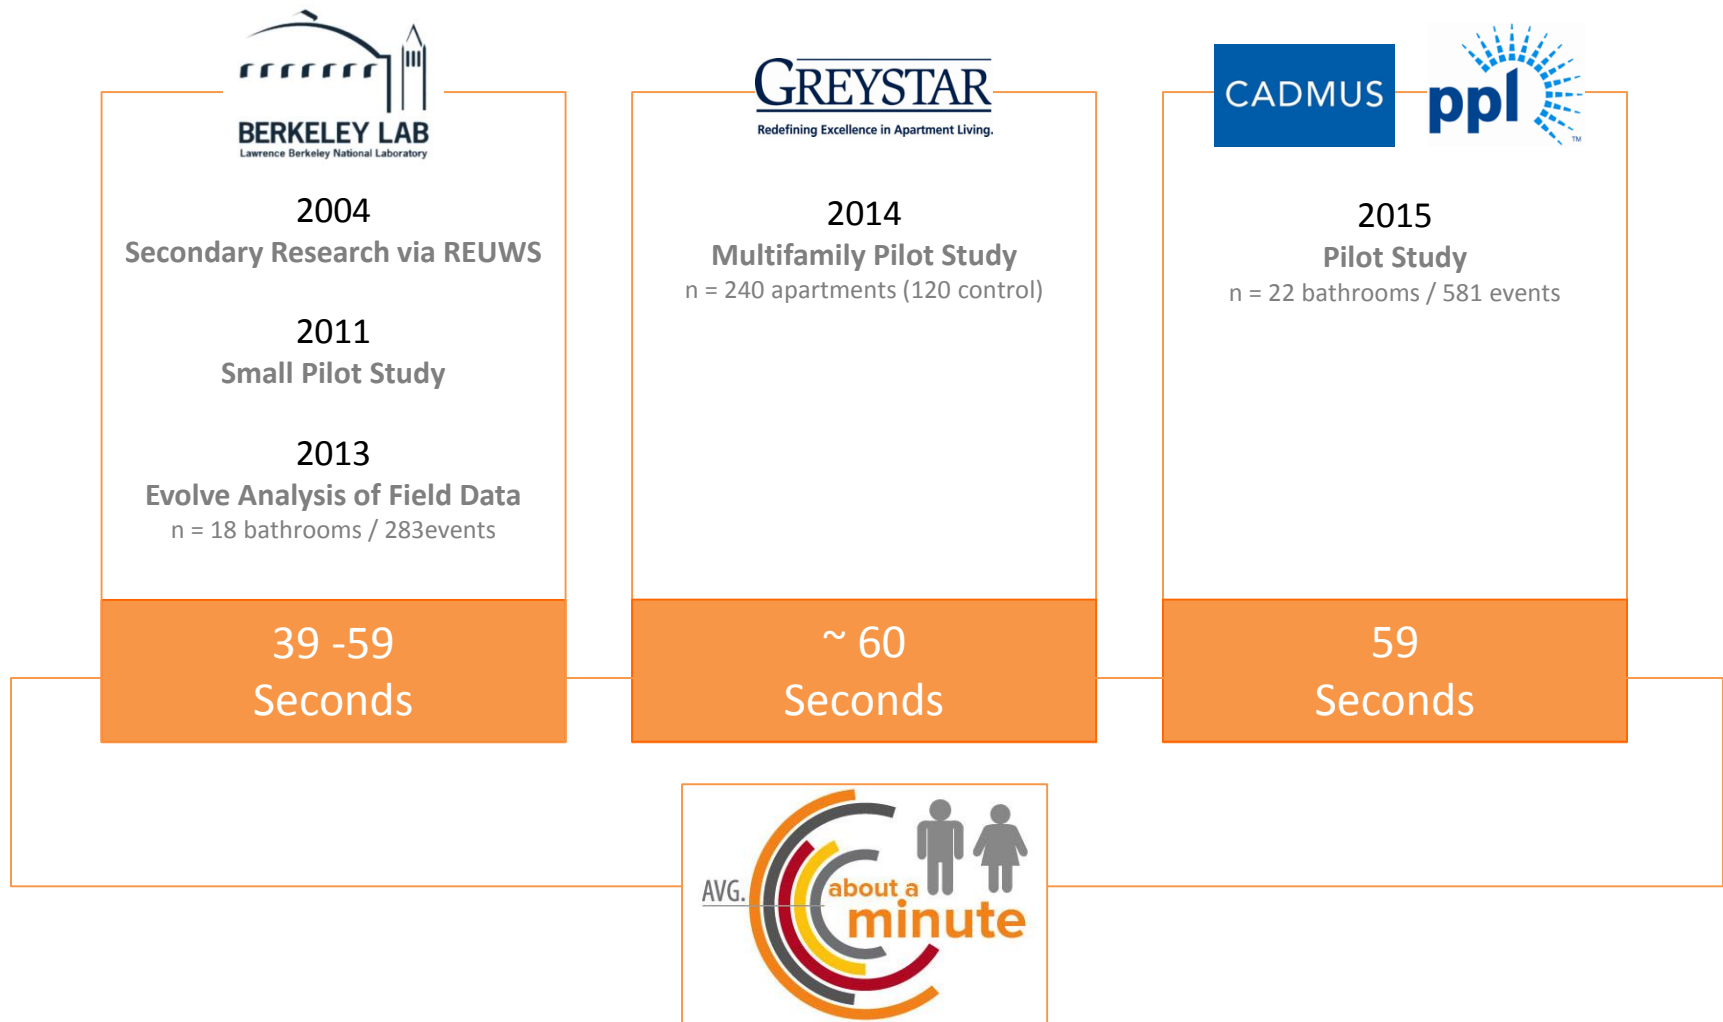 BERKELEY LAB
Lawrence Berkeley National Laboratory
2004
Secondary Research via REUWS
2011
Small Pilot Study
2013
Evolve Analysis of Field Data
n = 18 bathrooms / 283events
39 -59
Seconds
GREYSTAR
Redefining Excellence in Apartment Living.
2014
Multifamily Pilot Study
n = 240 apartments (120 control)
~ 60
Seconds
CADMUS
ppl
TM
2015
Pilot Study
n = 22 bathrooms / 581 events
59
Seconds
AVG.
about a
minute